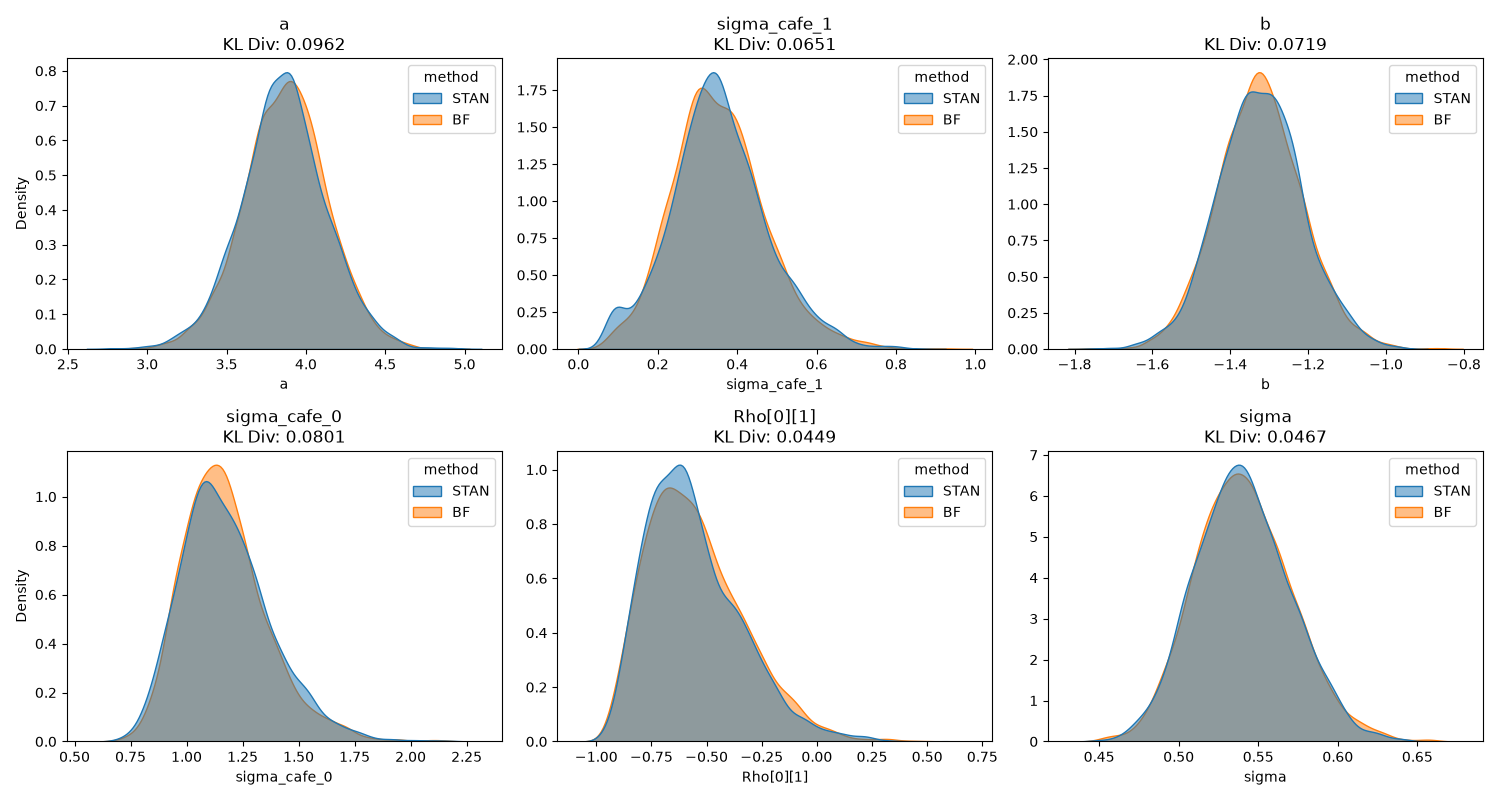 a
KL Div: 0.0962
0.8
0.7
0.6
0.5
0.4
0.3
0.2
0.1
0.0
Density
2.5 3.0 3.5 4.0 4.5 5.0
a
method
STAN
BF
sigma_cafe_1
KL Div: 0.0651
1.75
1.50
1.25
1.00
0.75
0.50
0.25
0.00
0.0 0.2 0.4 0.6 0.8 1.0
sigma_cafe_1
method
STAN
BF
b
KL Div: 0.0719
2.00
1.75
1.50
1.25
1.00
0.75
0.50
0.25
0.00
−1.8 −1.6 −1.4 −1.2 −1.0 −0.8
b
method
STAN
BF
sigma_cafe_0
KL Div: 0.0801
1.0
0.8
0.6
0.4
0.2
0.0
Density
0.50 0.75 1.00 1.25 1.50 1.75 2.00 2.25
sigma_cafe_0
method
STAN
BF
Rho[0][1]
KL Div: 0.0449
1.0
0.8
0.6
0.4
0.2
0.0
−1.00 −0.75 −0.50 −0.25 0.00 0.25 0.50 0.75
Rho[0][1]
method
STAN
BF
sigma
KL Div: 0.0467
7
6
5
4
3
2
1
0
0.45 0.50 0.55 0.60 0.65
sigma
method
STAN
BF